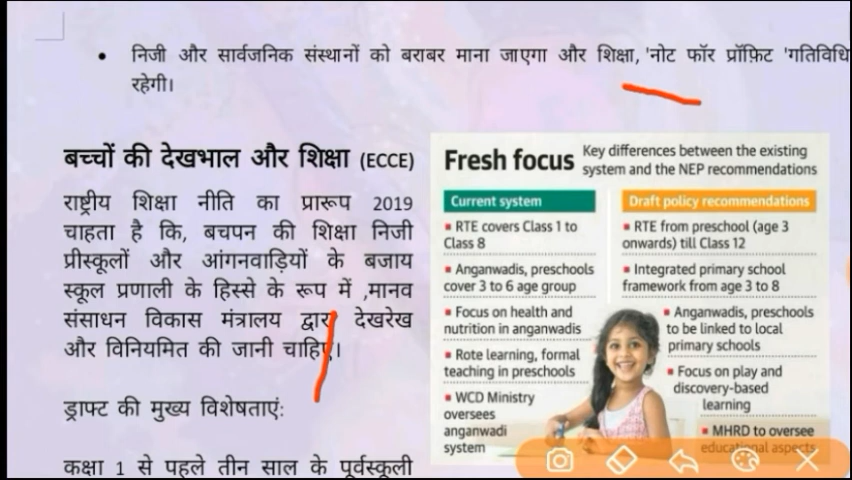 • निजी और सार्वजनिक संस्थानों को बराबर माना जाएगा और शिक्षा, 'नोट फॉर प्रॉफ़िट 'गतिविधि
रहेगी।
बच्चों की देखभाल और शिक्षा (ECCE)
राष्ट्रीय शिक्षा नीति का प्रारूप 2019
चाहता है कि, बचपन की शिक्षा निजी
प्रीस्कूलों और आंगनवाड़ियों के बजाय
स्कूल प्रणाली के हिस्से के रूप में ,मानव
संसाधन विकास मंत्रालय द्वारा देखरेख
और विनियमित की जानी चाहिए।
ड्राफ्ट की मुख्य विशेषताएं:
कक्षा 1 से पहले तीन साल के पूर्वस्कूली
Fresh focus
Key differences between the existing
system and the NEP recommendations
Current system
RTE covers Class 1 to
Class 8
Anganwadis, preschools
cover 3 to 6 age group
Focus on health and
nutrition in anganwadis
Rote learning, formal
teaching in preschools
WCD Ministry
oversees
anganwadi
system
Draft policy recommendations
RTE from preschool (age 3
onwards) till Class 12
Integrated primary school
framework from age 3 to 8
Anganwadis, preschools
to be linked to local
primary schools
Focus on play and
discovery-based
learning
MHRD to oversee
educational aspects